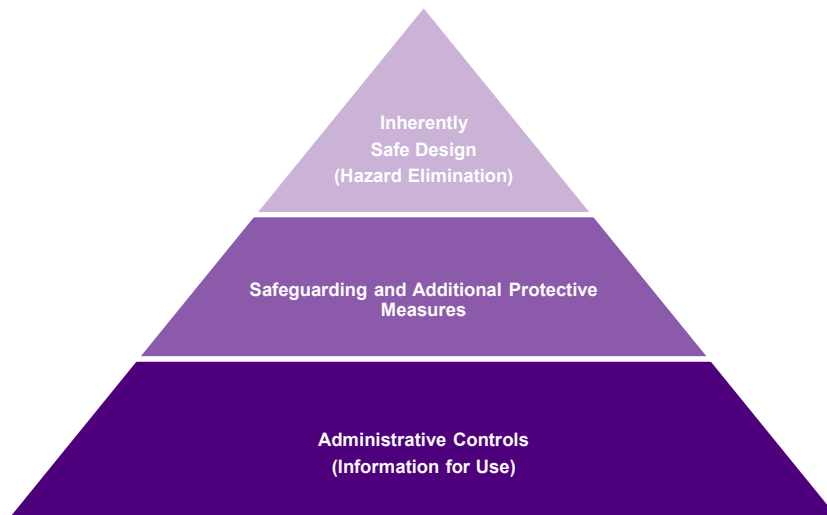 Inherently
Safe Design
(Hazard Elimination)
Safeguarding and Additional Protective
Measures
Administrative Controls
(Information for Use)